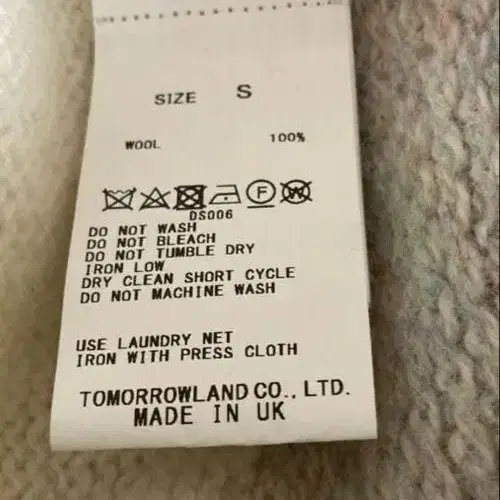 SIZE S
WOOL 100%
F W
DS006
DO NOT WASH
DO NOT BLEACH
DO NOT TUMBLE DRY
IRON LOW
DRY CLEAN SHORT CYCLE
DO NOT MACHINE WASH
USE LAUNDRY NET
IRON WITH PRESS CLOTH
TOMORROWLAND CO., LTD.
MADE IN UK